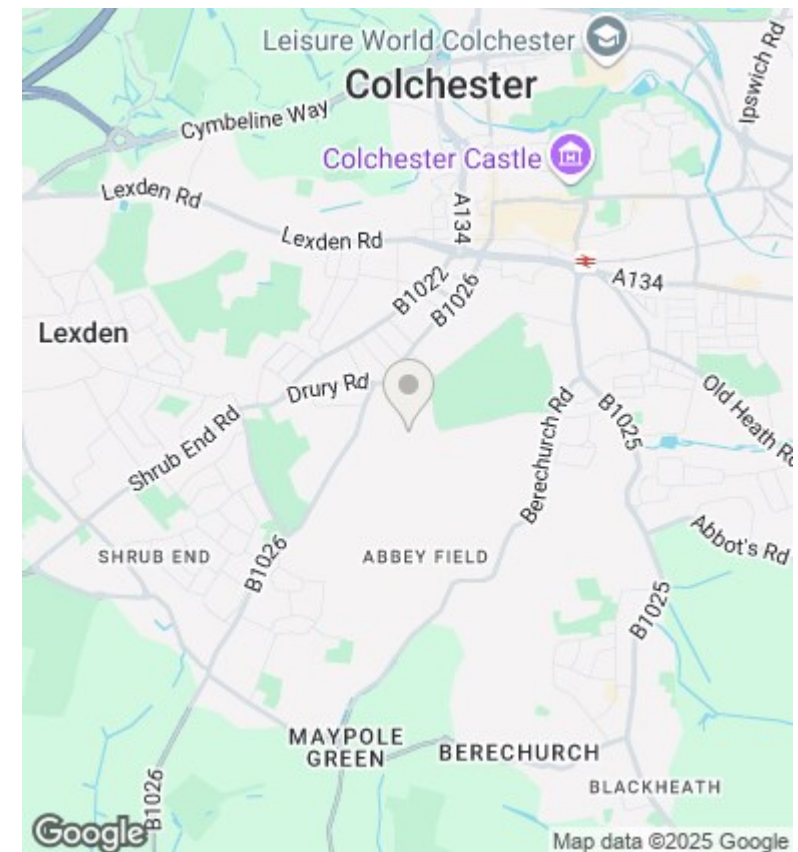 Leisure World Colchester
Colchester
Ipswich Rd
Cymbeline Way
Colchester Castle
Lexden Rd
A134
Lexden Rd
A134
B1022
B1026
Lexden
Drury Rd
Old Heath Rd
Shrub End Rd
Berechurch Rd
B1025
Abbot's Rd
SHRUB END
ABBEY FIELD
B1026
B1025
MAYPOLE
GREEN
BERECHURCH
B1026
BLACKHEATH
Google
Map data ©2025 Google